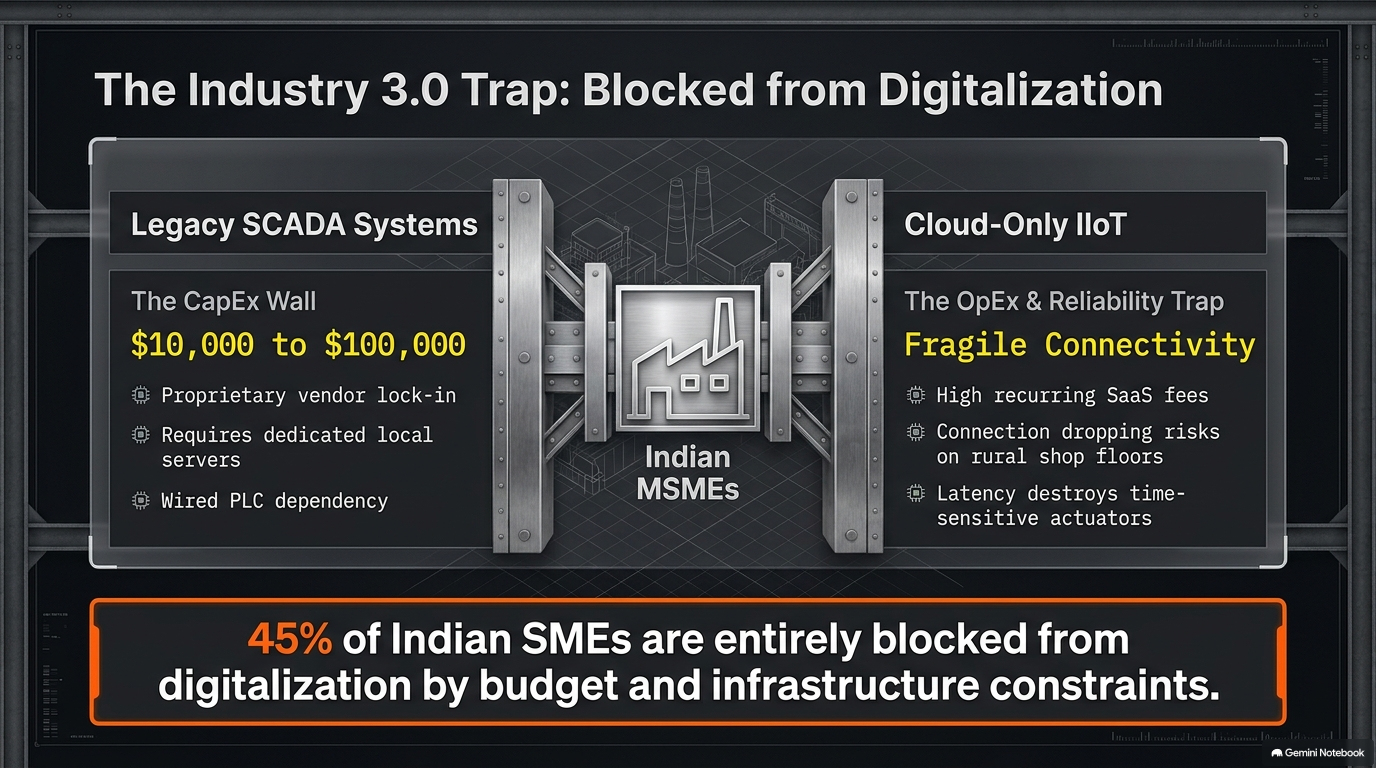 The Industry 3.0 Trap: Blocked from Digitalization
Legacy SCADA Systems
The CapEx Wall
$10,000 to $100,000
Proprietary vendor lock-in
Requires dedicated local
servers
Wired PLC dependency
Indian
MSMEs
Cloud-Only IIoT
The OpEx & Reliability Trap
Fragile Connectivity
High recurring SaaS fees
Connection dropping risks
on rural shop floors
Latency destroys time-
sensitive actuators
45% of Indian SMEs are entirely blocked from
digitalization by budget and infrastructure constraints.
Gemini Notebook